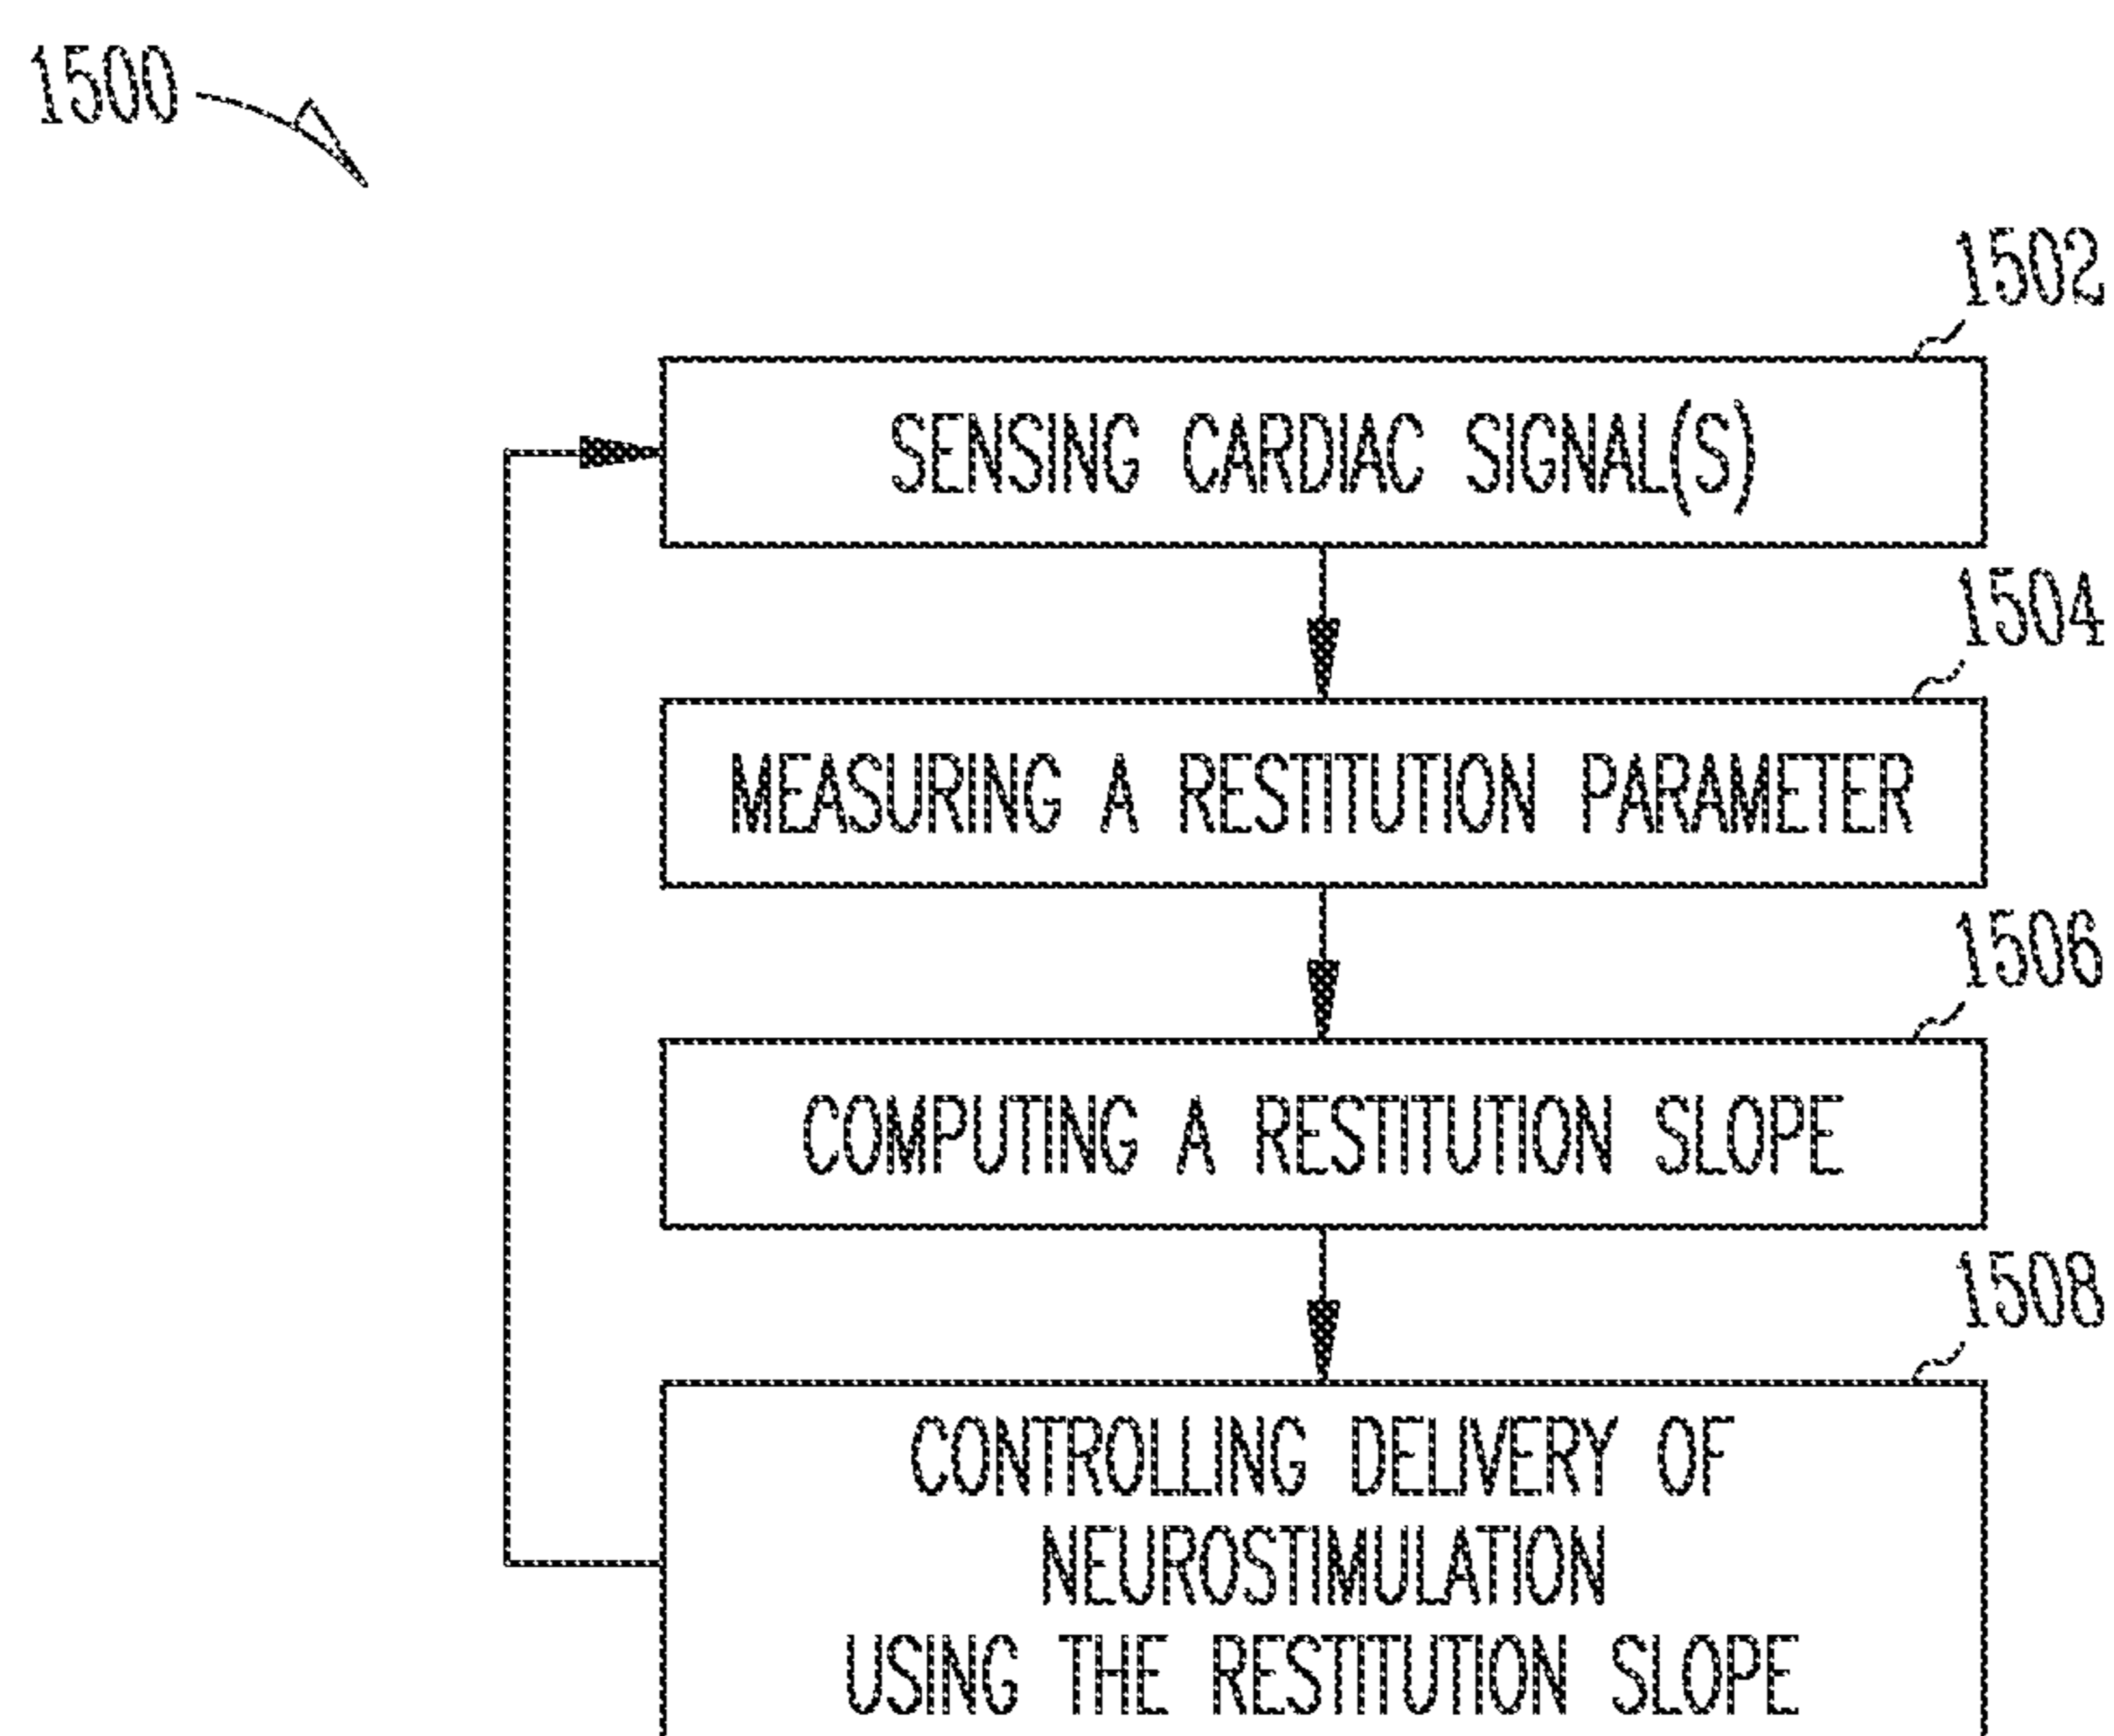 1500
1502
SENSING CARDIAC SIGNAL(S)
1504
MEASURING A RESTITUTION PARAMETER
1506
COMPUTING A RESTITUTION SLOPE
1508
CONTROLLING DELIVERY OF
NEUROSTIMULATION
USING THE RESTITUTION SLOPE